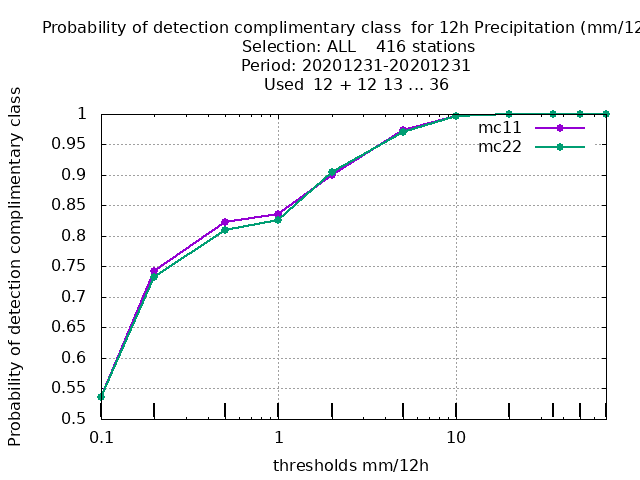 Probability of detection complimentary class  for 12h Precipitation (mm/12
Selection: ALL    416 stations
Period: 20201231-20201231
Used  12 + 12 13 ... 36
Probability of detection complimentary class
1
0.95
0.9
0.85
0.8
0.75
0.7
0.65
0.6
0.55
0.5
mc11
mc22
0.1
1
10
thresholds mm/12h